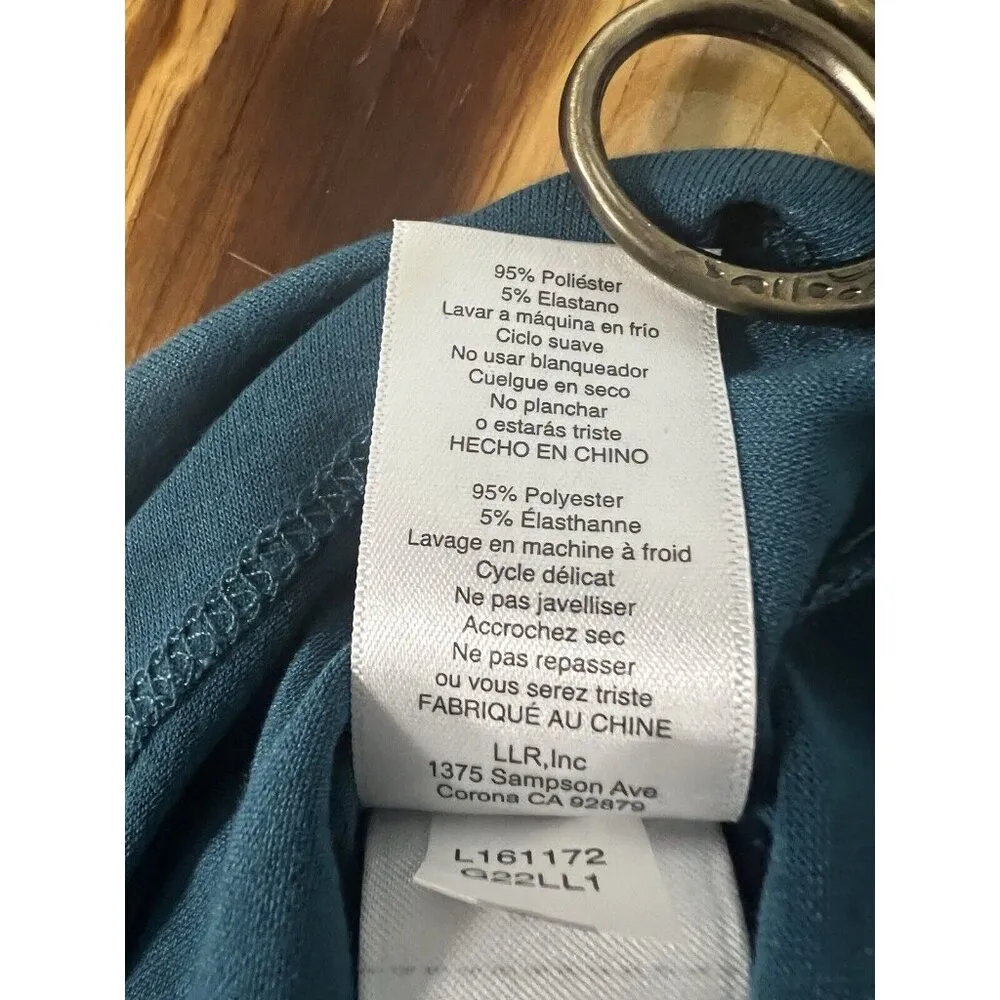 95% Poliéster
5% Elastano
Lavar a máquina en frío
Ciclo suave
No usar blanqueador
Cuelgue en seco
No planchar
o estarás triste
HECHO EN CHINO
95% Polyester
5% Élasthanne
Lavage en machine à froid
Cycle délicat
Ne pas javelliser
Accrochez sec
Ne pas repasser
ou vous serez triste
FABRIQUÉ AU CHINE
LLR,Inc
1375 Sampson Ave
Corona CA 92879
L161172
G22LL1